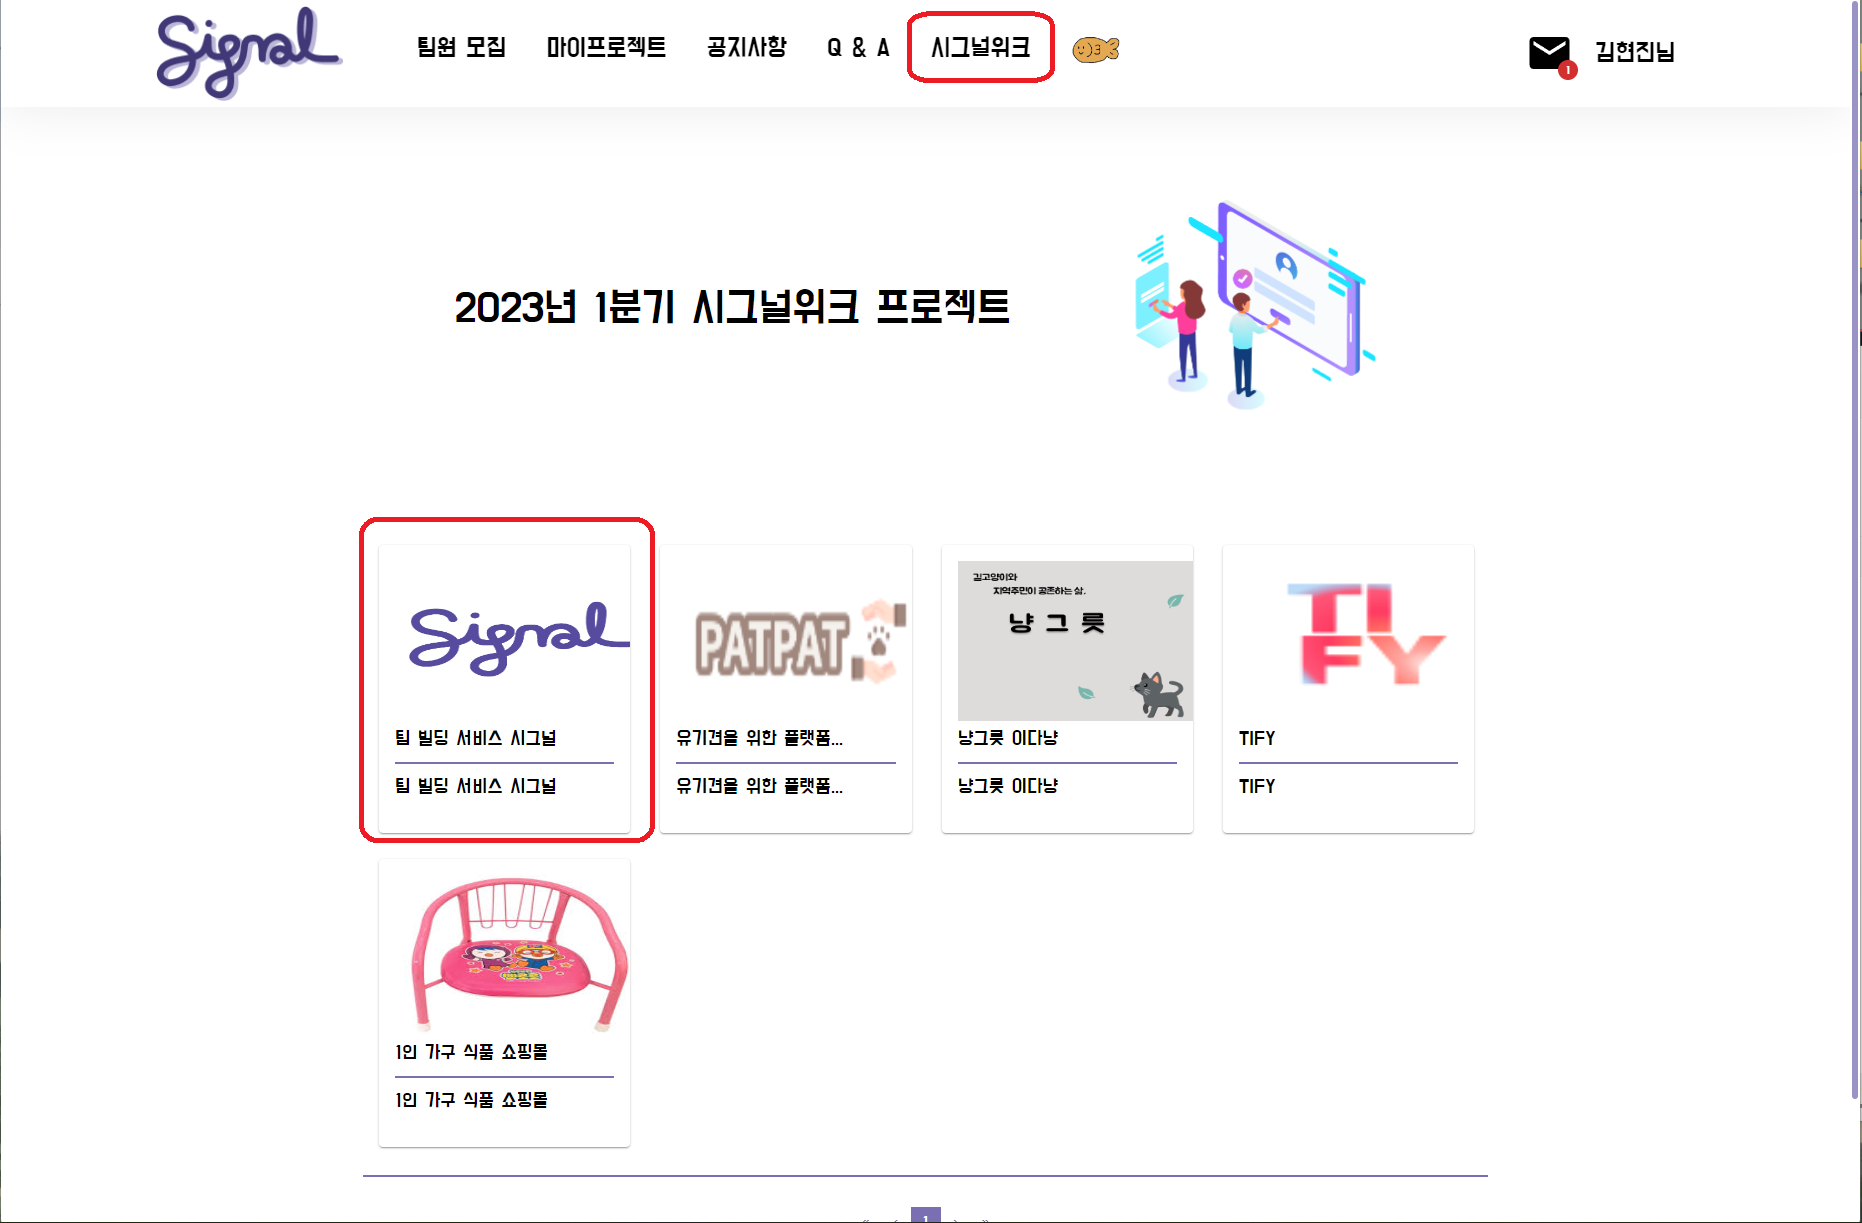 Signal
팀원 모집 마이프로젝트 공지사항 Q & A 시그널위크
1 김현진님
2023년 1분기 시그널위크 프로젝트
Signal
팀 빌딩 서비스 시그널
팀 빌딩 서비스 시그널
PATPAT
유기견을 위한 플랫폼...
유기견을 위한 플랫폼...
길고양이와
지역주민이 공존하는 삶.
냥 그 릇
냥그릇 이다냥
냥그릇 이다냥
TI
FY
TIFY
TIFY
뽀로로
1인 가구 식품 쇼핑몰
1인 가구 식품 쇼핑몰
« ‹ 1 › »